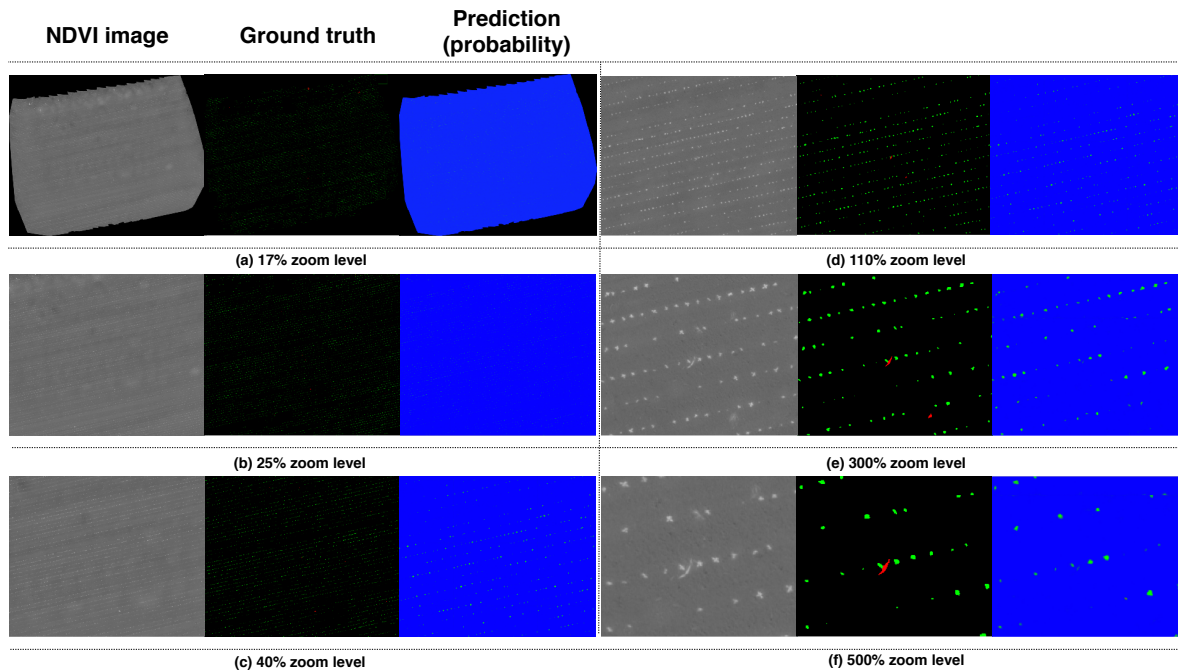 NDVI image
Ground truth
Prediction
(probability)
(a) 17% zoom level
(d) 110% zoom level
(b) 25% zoom level
(e) 300% zoom level
(c) 40% zoom level
(f) 500% zoom level